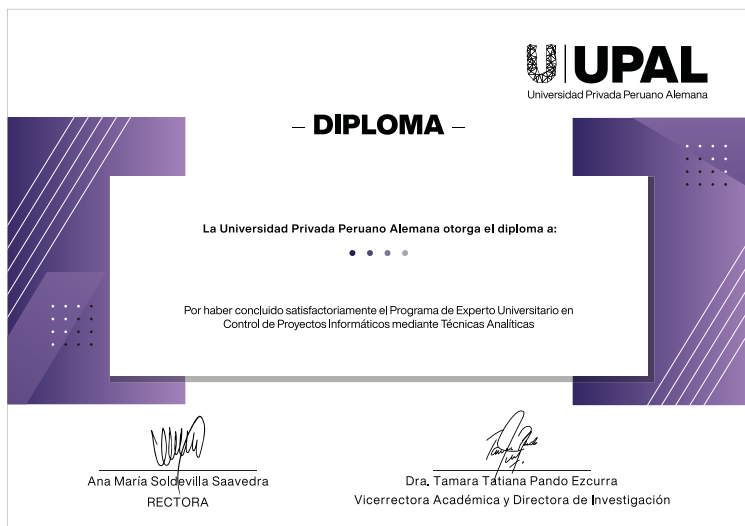 UPAL
Universidad Privada Peruano Alemana
– DIPLOMA –
La Universidad Privada Peruano Alemana otorga el diploma a:
Por haber concluido satisfactoriamente el Programa de Experto Universitario en
Control de Proyectos Informáticos mediante Técnicas Analíticas
Ana María Soldevilla Saavedra
RECTORA
Dra. Tamara Tatiana Pando Ezcurra
Vicerrectora Académica y Directora de Investigación